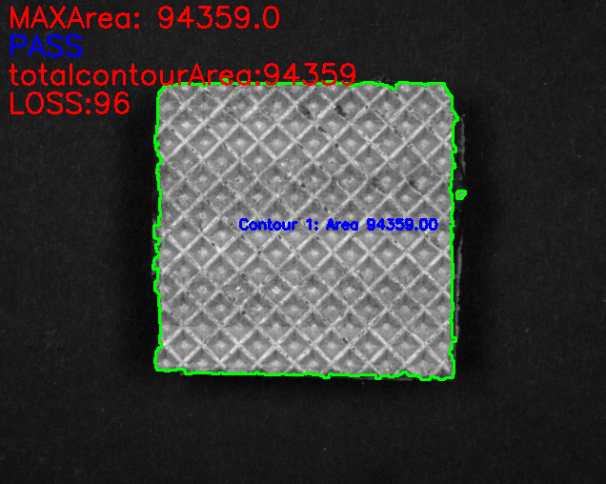 MAXArea: 94359.0
PASS
totalcontourArea:94359
LOSS:96
Contour 1: Area 94359.00